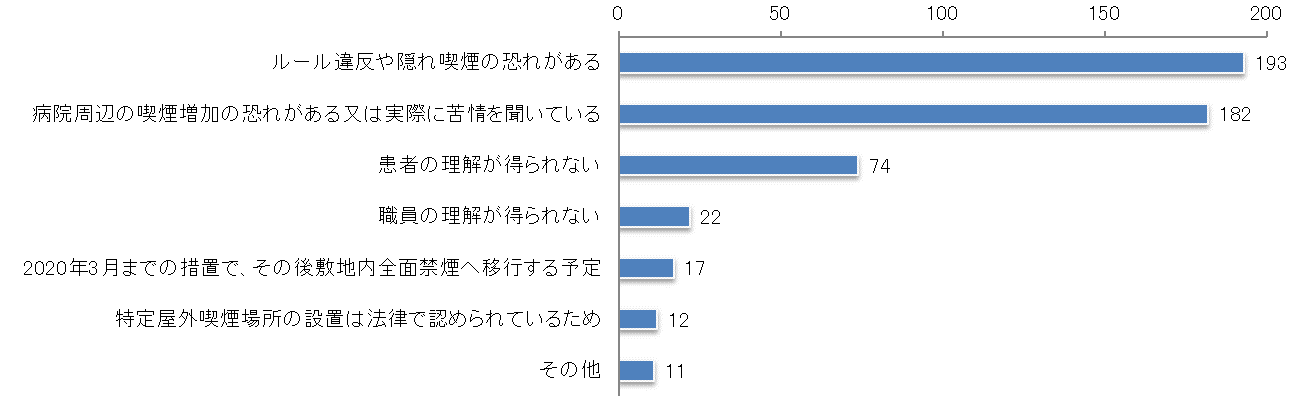 0 50 100 150 200
ルール違反や隠れ喫煙の恐れがある 193
病院周辺の喫煙増加の恐れがある又は実際に苦情を聞いている 182
患者の理解が得られない 74
職員の理解が得られない 22
2020年3月までの措置で、その後敷地内全面禁煙へ移行する予定 17
特定屋外喫煙場所の設置は法律で認められているため 12
その他 11